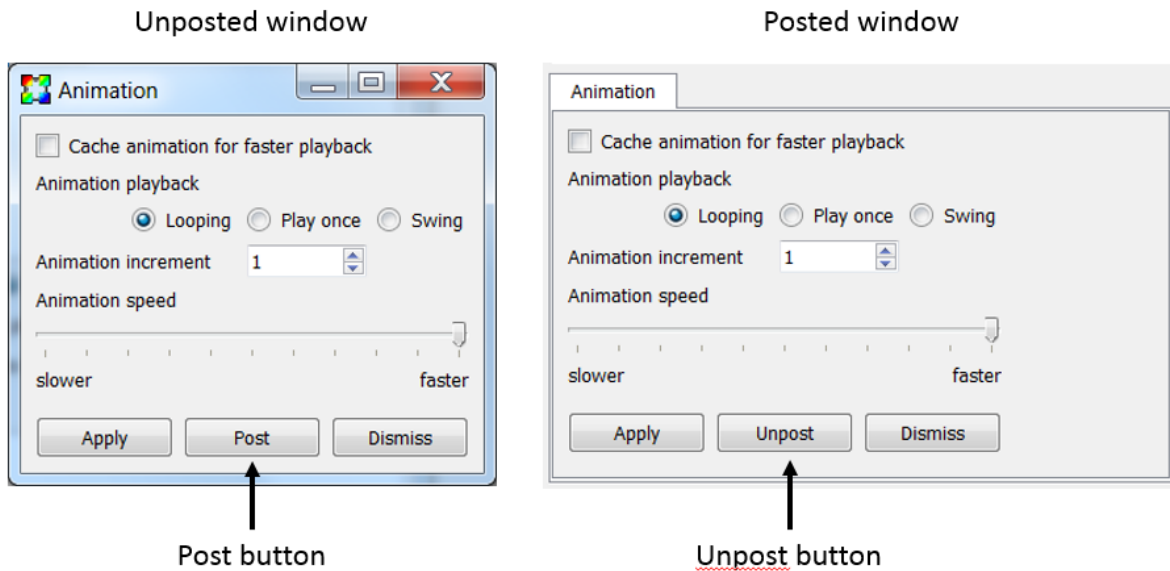 Unposted window
Posted window
Animation
Cache animation for faster playback
Animation playback
Looping Play once Swing
Animation increment 1
Animation speed
slower faster
Apply Post Dismiss
Post button
Animation
Cache animation for faster playback
Animation playback
Looping Play once Swing
Animation increment 1
Animation speed
slower faster
Apply Unpost Dismiss
Unpost button